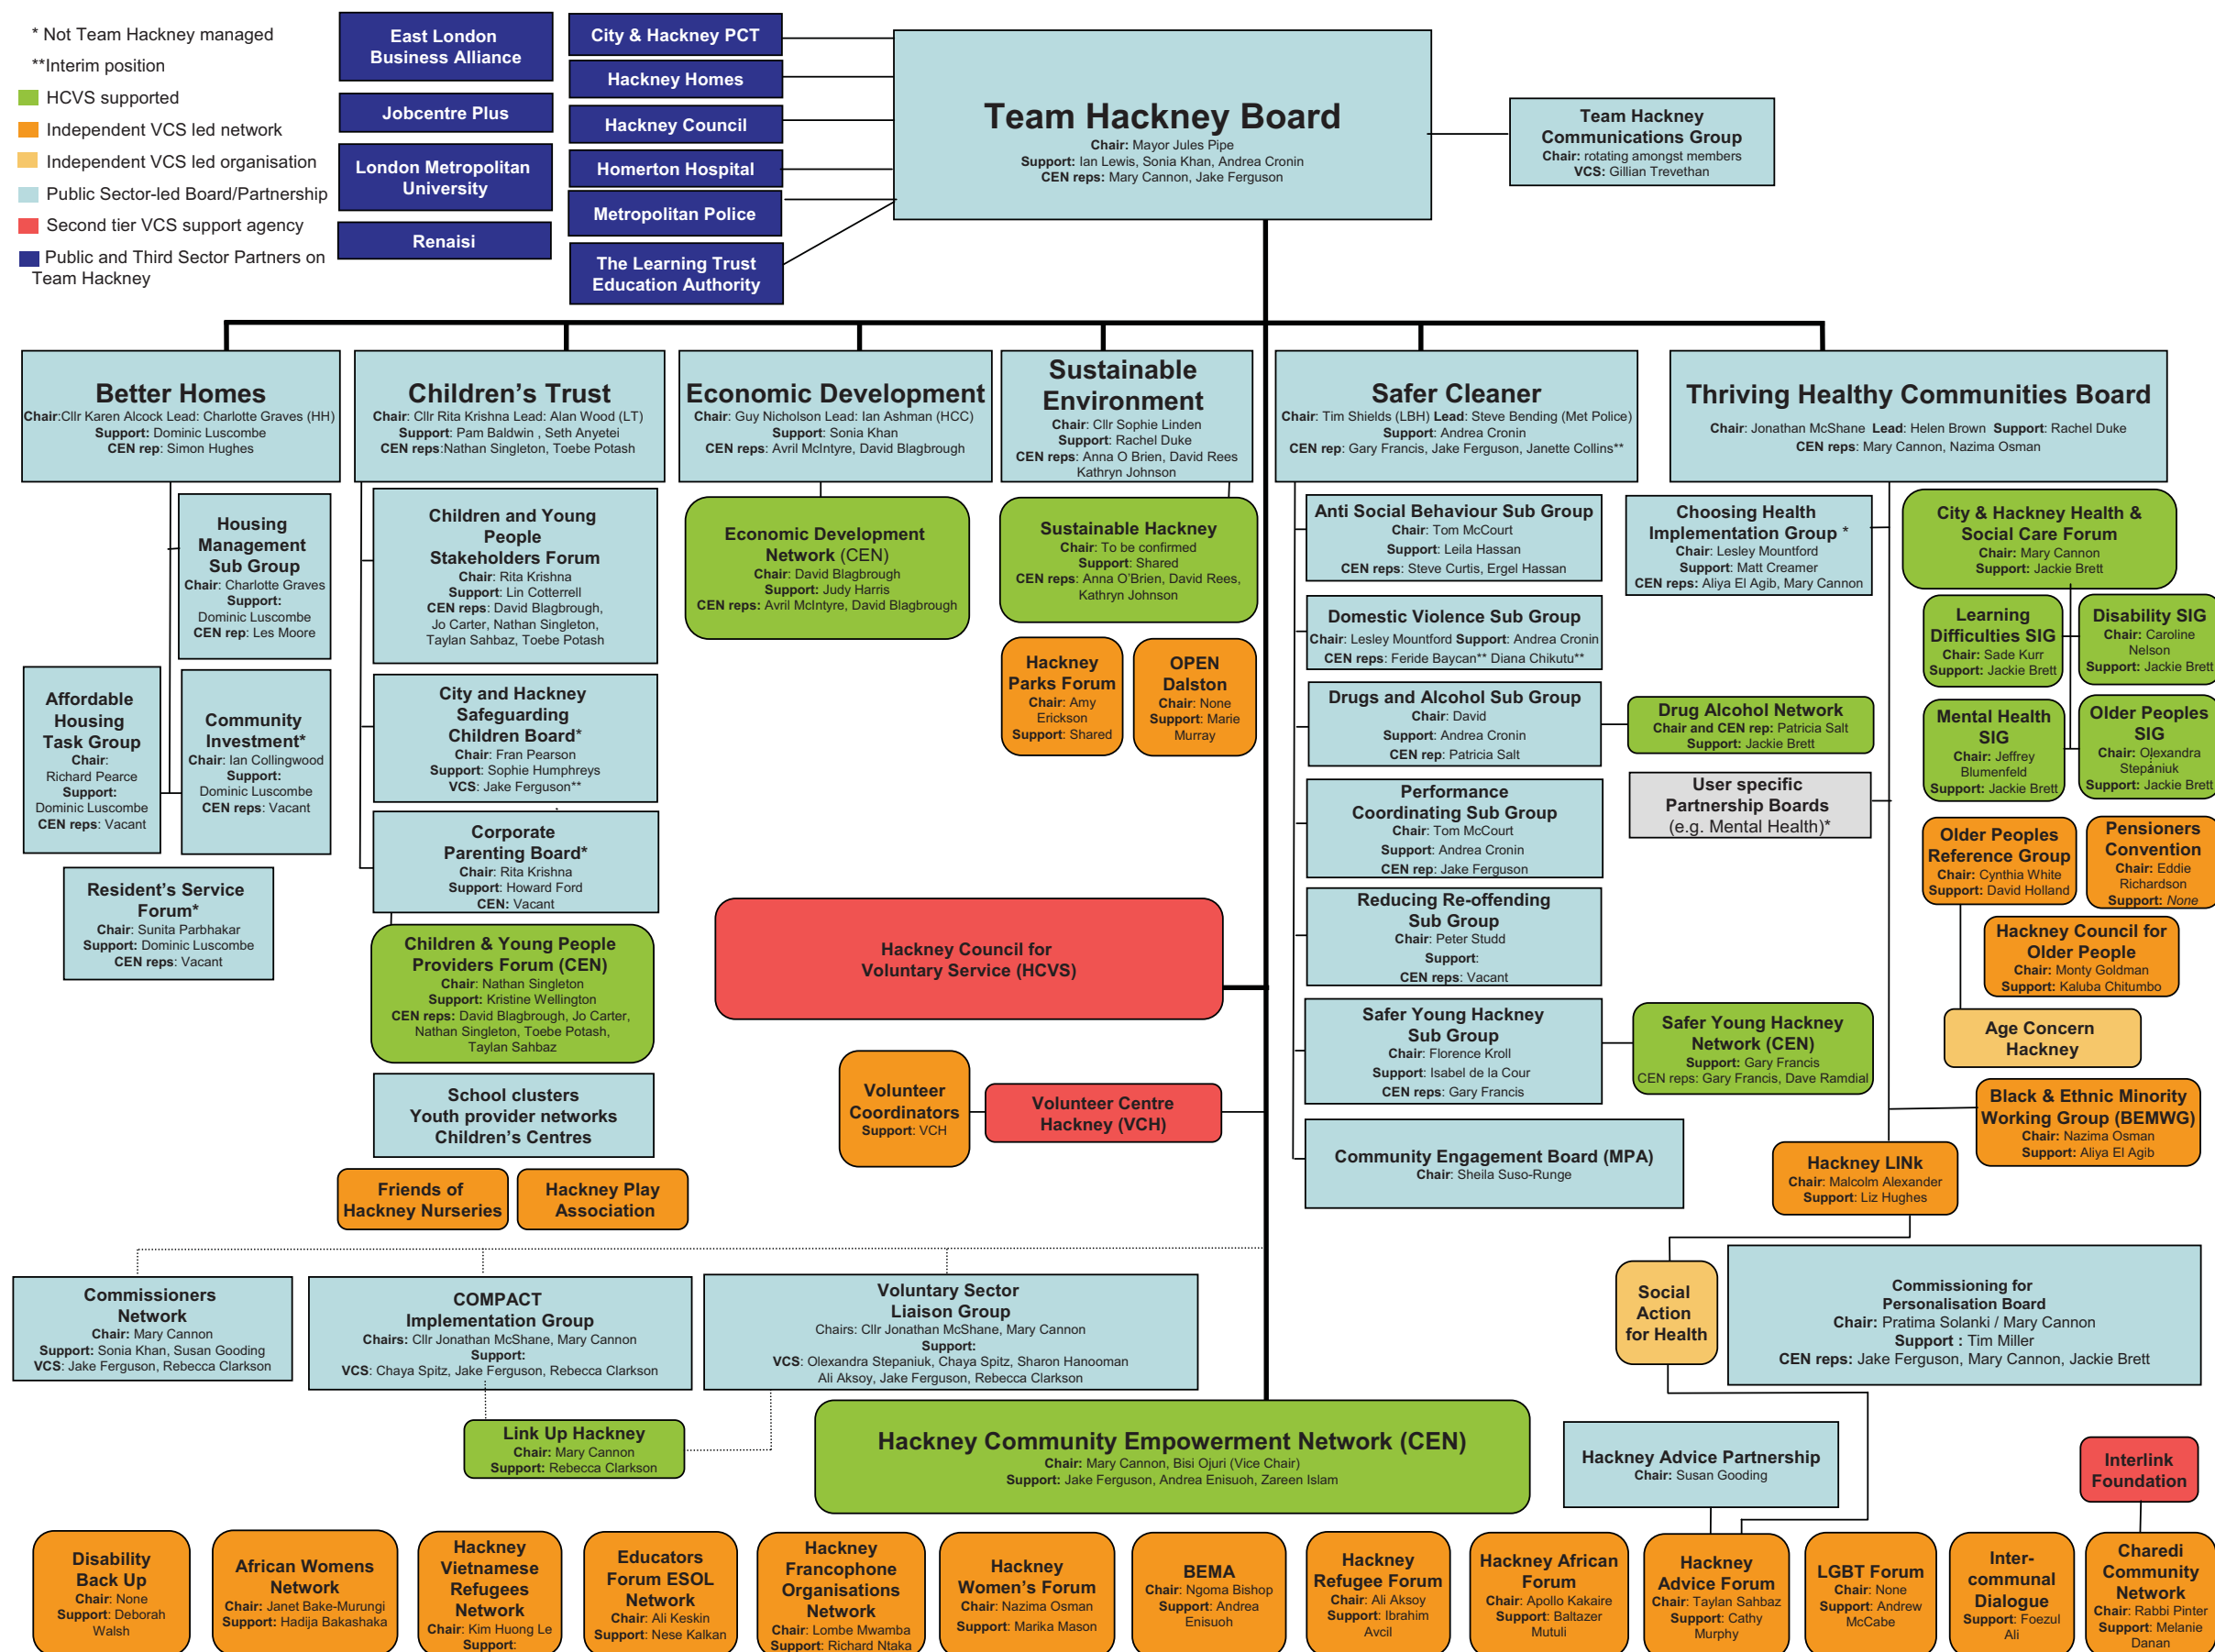 * Not Team Hackney managed
**Interim position
HCVS supported
Independent VCS led network
Independent VCS led organisation
Public Sector-led Board/Partnership
Second tier VCS support agency
Public and Third Sector Partners on
Team Hackney
East London
Business Alliance
Jobcentre Plus
London Metropolitan
University
Renaisi
City & Hackney PCT
Hackney Homes
Hackney Council
Homerton Hospital
Metropolitan Police
The Learning Trust
Education Authority
Team Hackney Board
Chair: Mayor Jules Pipe
Support: Ian Lewis, Sonia Khan, Andrea Cronin
CEN reps: Mary Cannon, Jake Ferguson
Team Hackney
Communications Group
Chair: rotating amongst members
VCS: Gillian Trevethan
Better Homes
Chair:Cllr Karen Alcock Lead: Charlotte Graves (HH)
Support: Dominic Luscombe
CEN rep: Simon Hughes
Children's Trust
Chair: Cllr Rita Krishna Lead: Alan Wood (LT)
Support: Pam Baldwin , Seth Anyetei
CEN reps:Nathan Singleton, Toebe Potash
Economic Development
Chair: Guy Nicholson Lead: Ian Ashman (HCC)
Support: Sonia Khan
CEN reps: Avril McIntyre, David Blagbrough
Sustainable
Environment
Chair: Cllr Sophie Linden
Support: Rachel Duke
CEN reps: Anna O Brien, David Rees
Kathryn Johnson
Safer Cleaner
Chair: Tim Shields (LBH) Lead: Steve Bending (Met Police)
Support: Andrea Cronin
CEN rep: Gary Francis, Jake Ferguson, Janette Collins**
Thriving Healthy Communities Board
Chair: Jonathan McShane Lead: Helen Brown Support: Rachel Duke
CEN reps: Mary Cannon, Nazima Osman
Housing
Management
Sub Group
Chair: Charlotte Graves
Support:
Dominic Luscombe
CEN rep: Les Moore
Affordable
Housing
Task Group
Chair:
Richard Pearce
Support:
Dominic Luscombe
CEN reps: Vacant
Community
Investment*
Chair: Ian Collingwood
Support:
Dominic Luscombe
CEN reps: Vacant
Resident's Service
Forum*
Chair: Sunita Parbhakar
Support: Dominic Luscombe
CEN reps: Vacant
Children and Young
People
Stakeholders Forum
Chair: Rita Krishna
Support: Lin Cotterrell
CEN reps: David Blagbrough,
Jo Carter, Nathan Singleton,
Taylan Sahbaz, Toebe Potash
City and Hackney
Safeguarding
Children Board*
Chair: Fran Pearson
Support: Sophie Humphreys
VCS: Jake Ferguson**
Corporate
Parenting Board*
Chair: Rita Krishna
Support: Howard Ford
CEN: Vacant
Children & Young People
Providers Forum (CEN)
Chair: Nathan Singleton
Support: Kristine Wellington
CEN reps: David Blagbrough, Jo Carter,
Nathan Singleton, Toebe Potash,
Taylan Sahbaz
School clusters
Youth provider networks
Children's Centres
Friends of
Hackney Nurseries
Hackney Play
Association
Economic Development
Network (CEN)
Chair: David Blagbrough
Support: Judy Harris
CEN reps: Avril McIntyre, David Blagbrough
Sustainable Hackney
Chair: To be confirmed
Support: Shared
CEN reps: Anna O'Brien, David Rees,
Kathryn Johnson
Hackney
Parks Forum
Chair: Amy
Erickson
Support: Shared
OPEN
Dalston
Chair: None
Support: Marie
Murray
Hackney Council for
Voluntary Service (HCVS)
Volunteer
Coordinators
Support: VCH
Volunteer Centre
Hackney (VCH)
Anti Social Behaviour Sub Group
Chair: Tom McCourt
Support: Leila Hassan
CEN reps: Steve Curtis, Ergel Hassan
Domestic Violence Sub Group
Chair: Lesley Mountford Support: Andrea Cronin
CEN reps: Feride Baycan** Diana Chikutu**
Drugs and Alcohol Sub Group
Chair: David
Support: Andrea Cronin
CEN rep: Patricia Salt
Performance
Coordinating Sub Group
Chair: Tom McCourt
Support: Andrea Cronin
CEN rep: Jake Ferguson
Reducing Re-offending
Sub Group
Chair: Peter Studd
Support:
CEN reps: Vacant
Safer Young Hackney
Sub Group
Chair: Florence Kroll
Support: Isabel de la Cour
CEN reps: Gary Francis
Community Engagement Board (MPA)
Chair: Sheila Suso-Runge
Choosing Health
Implementation Group *
Chair: Lesley Mountford
Support: Matt Creamer
CEN reps: Aliya El Agib, Mary Cannon
Drug Alcohol Network
Chair and CEN rep: Patricia Salt
Support: Jackie Brett
User specific
Partnership Boards
(e.g. Mental Health)*
Safer Young Hackney
Network (CEN)
Support: Gary Francis
CEN reps: Gary Francis, Dave Ramdial
City & Hackney Health &
Social Care Forum
Chair: Mary Cannon
Support: Jackie Brett
Learning
Difficulties SIG
Chair: Sade Kurr
Support: Jackie Brett
Disability SIG
Chair: Caroline
Nelson
Support: Jackie Brett
Mental Health
SIG
Chair: Jeffrey
Blumenfeld
Support: Jackie Brett
Older Peoples
SIG
Chair: Olexandra
Stepaniuk
Support: Jackie Brett
Older Peoples
Reference Group
Chair: Cynthia White
Support: David Holland
Pensioners
Convention
Chair: Eddie
Richardson
Support: None
Hackney Council for
Older People
Chair: Monty Goldman
Support: Kaluba Chitumbo
Age Concern
Hackney
Black & Ethnic Minority
Working Group (BEMWG)
Chair: Nazima Osman
Support: Aliya El Agib
Hackney LINk
Chair: Malcolm Alexander
Support: Liz Hughes
Commissioners
Network
Chair: Mary Cannon
Support: Sonia Khan, Susan Gooding
VCS: Jake Ferguson, Rebecca Clarkson
COMPACT
Implementation Group
Chairs: Cllr Jonathan McShane, Mary Cannon
Support:
VCS: Chaya Spitz, Jake Ferguson, Rebecca Clarkson
Voluntary Sector
Liaison Group
Chairs: Cllr Jonathan McShane, Mary Cannon
Support:
VCS: Olexandra Stepaniuk, Chaya Spitz, Sharon Hanooman
Ali Aksoy, Jake Ferguson, Rebecca Clarkson
Social
Action
for Health
Commissioning for
Personalisation Board
Chair: Pratima Solanki / Mary Cannon
Support : Tim Miller
CEN reps: Jake Ferguson, Mary Cannon, Jackie Brett
Link Up Hackney
Chair: Mary Cannon
Support: Rebecca Clarkson
Hackney Community Empowerment Network (CEN)
Chair: Mary Cannon, Bisi Ojuri (Vice Chair)
Support: Jake Ferguson, Andrea Enisuoh, Zareen Islam
Hackney Advice Partnership
Chair: Susan Gooding
Interlink
Foundation
Disability
Back Up
Chair: None
Support: Deborah
Walsh
African Womens
Network
Chair: Janet Bake-Murungi
Support: Hadija Bakashaka
Hackney
Vietnamese
Refugees
Network
Chair: Kim Huong Le
Support:
Educators
Forum ESOL
Network
Chair: Ali Keskin
Support: Nese Kalkan
Hackney
Francophone
Organisations
Network
Chair: Lombe Mwamba
Support: Richard Ntaka
Hackney
Women's Forum
Chair: Nazima Osman
Support: Marika Mason
BEMA
Chair: Ngoma Bishop
Support: Andrea
Enisuoh
Hackney
Refugee Forum
Chair: Ali Aksoy
Support: Ibrahim
Avcil
Hackney African
Forum
Chair: Apollo Kakaire
Support: Baltazer
Mutuli
Hackney
Advice Forum
Chair: Taylan Sahbaz
Support: Cathy
Murphy
LGBT Forum
Chair: None
Support: Andrew
McCabe
Inter-
communal
Dialogue
Support: Foezul
Ali
Charedi
Community
Network
Chair: Rabbi Pinter
Support: Melanie
Danan